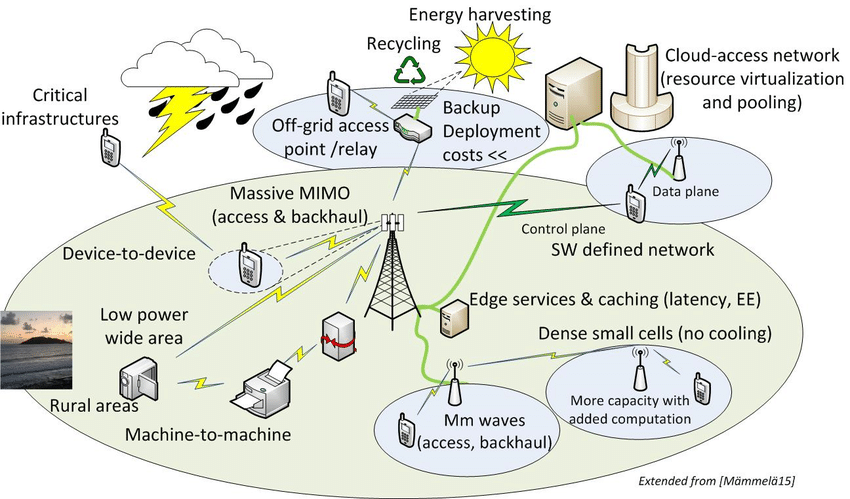 Energy harvesting
Recycling
Cloud-access network
(resource virtualization
and pooling)
Critical
infrastructures
Off-grid access
point /relay
Backup
Deployment
costs <<
Massive MIMO
(access & backhaul)
Data plane
Control plane
SW defined network
Device-to-device
Edge services & caching (latency, EE)
Low power
wide area
Dense small cells (no cooling)
Rural areas
Machine-to-machine
Mm waves
(access, backhaul)
More capacity with
added computation
Extended from [Mämmelä15]